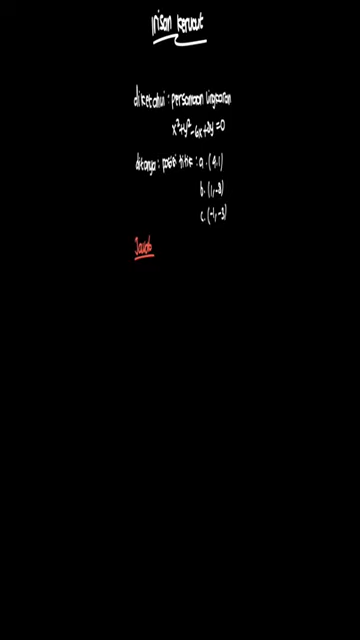 Irisan Kerucut
diketahui : persamaan lingkaran
x²+y²-6x+8y=0
ditanya : posisi titik : a. (4,1)
b. (1,-3)
c. (-1,-3)
Jawab